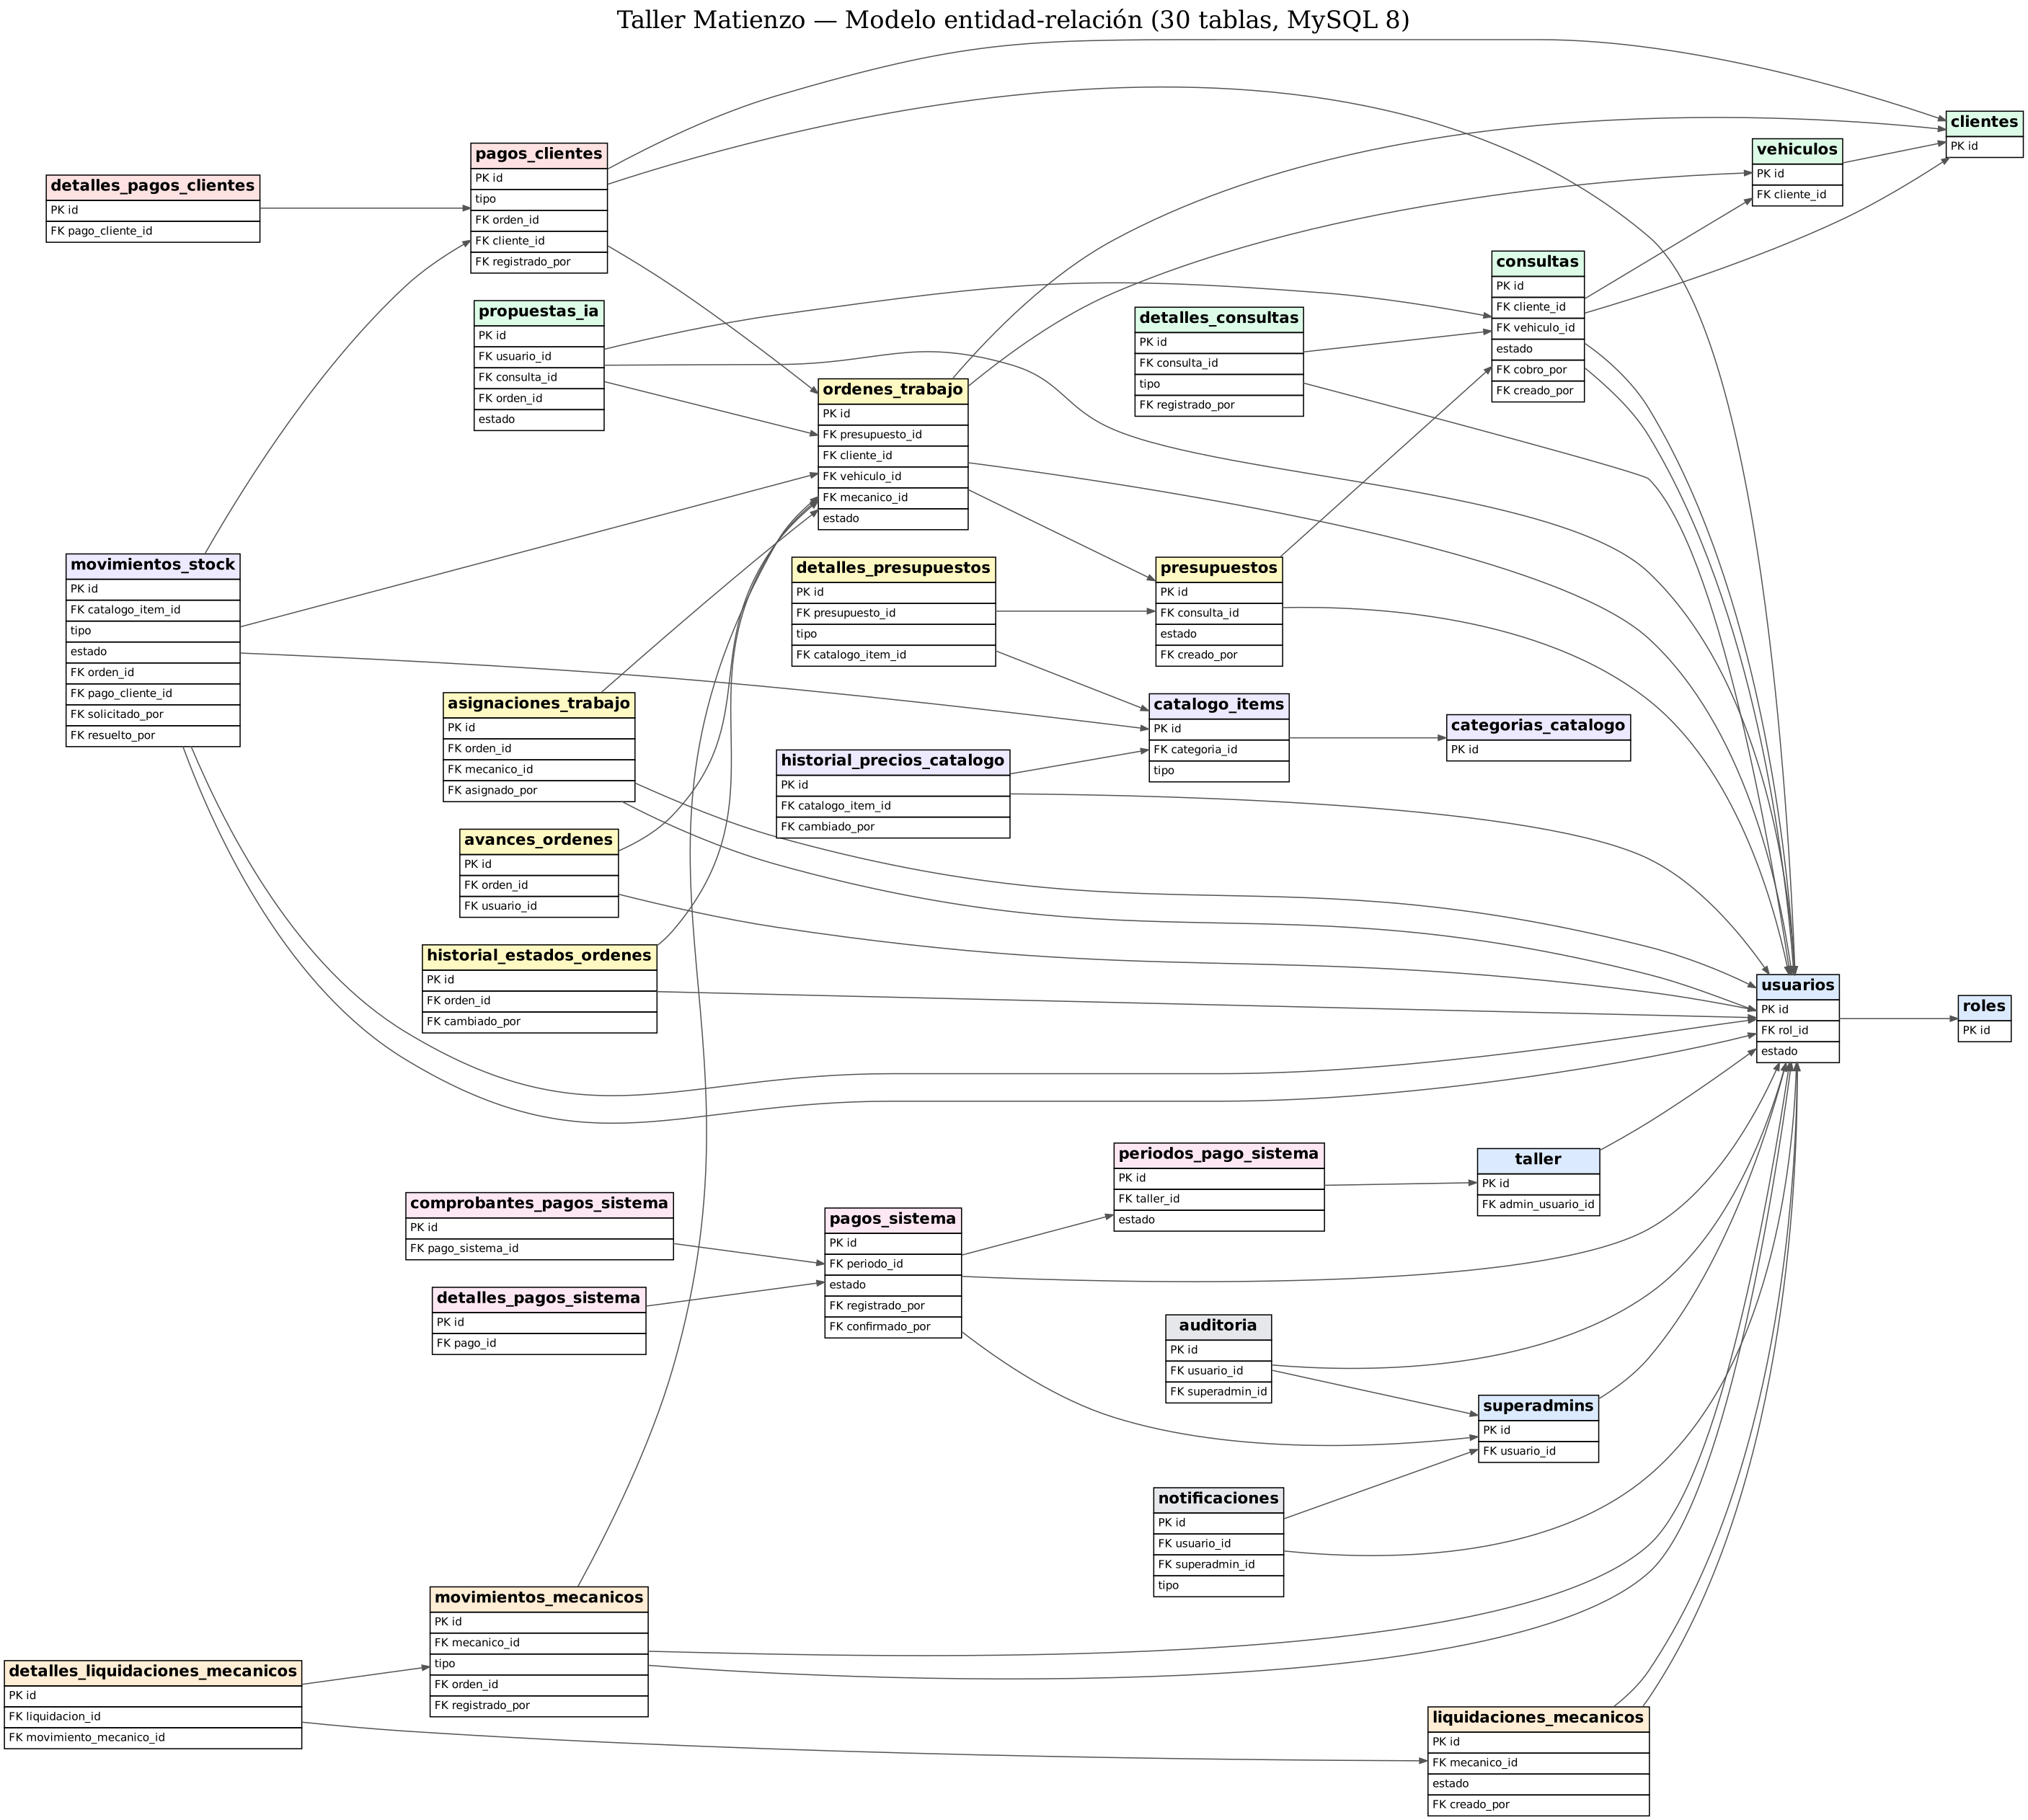 Taller Matienzo — Modelo entidad-relación (30 tablas, MySQL 8)
clientes
PK id
vehiculos
PK id
FK cliente_id
pagos_clientes
PK id
tipo
FK orden_id
FK cliente_id
FK registrado_por
detalles_pagos_clientes
PK id
FK pago_cliente_id
consultas
PK id
FK cliente_id
FK vehiculo_id
estado
FK cobro_por
FK creado_por
propuestas_ia
PK id
FK usuario_id
FK consulta_id
FK orden_id
estado
detalles_consultas
PK id
FK consulta_id
tipo
FK registrado_por
ordenes_trabajo
PK id
FK presupuesto_id
FK cliente_id
FK vehiculo_id
FK mecanico_id
estado
movimientos_stock
PK id
FK catalogo_item_id
tipo
estado
FK orden_id
FK pago_cliente_id
FK solicitado_por
FK resuelto_por
detalles_presupuestos
PK id
FK presupuesto_id
tipo
FK catalogo_item_id
presupuestos
PK id
FK consulta_id
estado
FK creado_por
asignaciones_trabajo
PK id
FK orden_id
FK mecanico_id
FK asignado_por
catalogo_items
PK id
FK categoria_id
tipo
categorias_catalogo
PK id
historial_precios_catalogo
PK id
FK catalogo_item_id
FK cambiado_por
avances_ordenes
PK id
FK orden_id
FK usuario_id
historial_estados_ordenes
PK id
FK orden_id
FK cambiado_por
usuarios
PK id
FK rol_id
estado
roles
PK id
periodos_pago_sistema
PK id
FK taller_id
estado
taller
PK id
FK admin_usuario_id
comprobantes_pagos_sistema
PK id
FK pago_sistema_id
pagos_sistema
PK id
FK periodo_id
estado
FK registrado_por
FK confirmado_por
detalles_pagos_sistema
PK id
FK pago_id
auditoria
PK id
FK usuario_id
FK superadmin_id
superadmins
PK id
FK usuario_id
notificaciones
PK id
FK usuario_id
FK superadmin_id
tipo
movimientos_mecanicos
PK id
FK mecanico_id
tipo
FK orden_id
FK registrado_por
detalles_liquidaciones_mecanicos
PK id
FK liquidacion_id
FK movimiento_mecanico_id
liquidaciones_mecanicos
PK id
FK mecanico_id
estado
FK creado_por